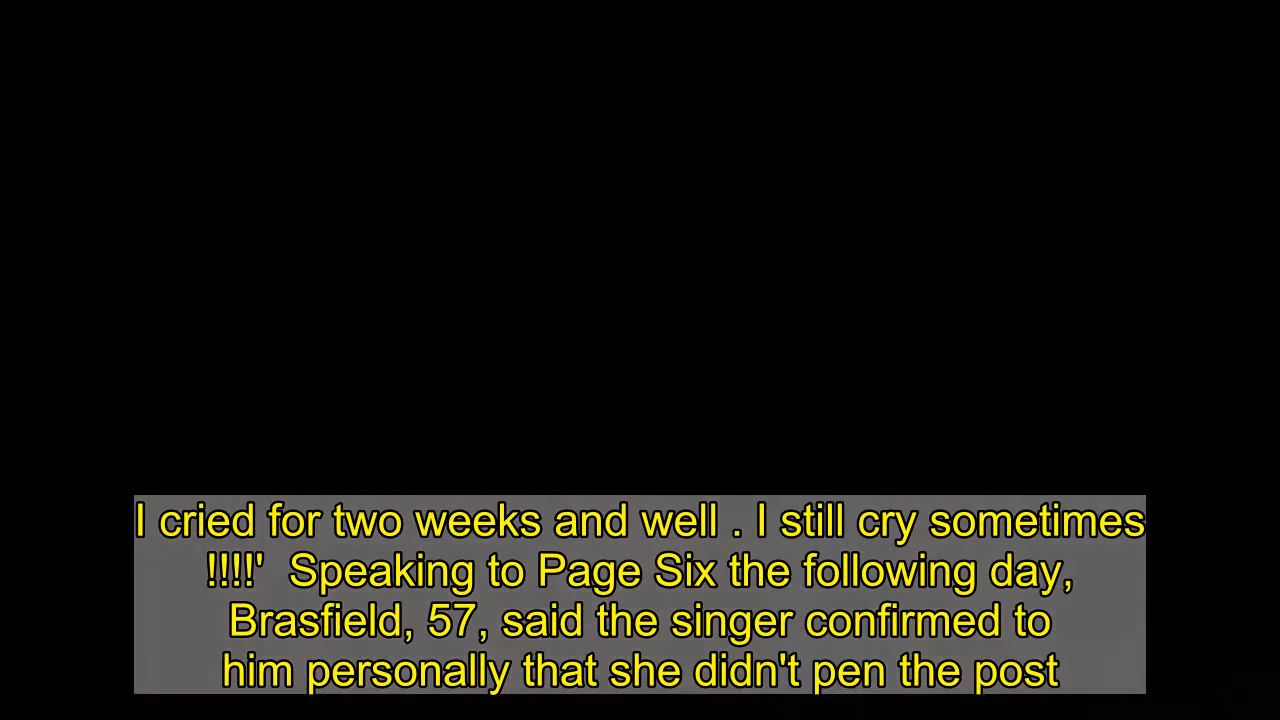 I cried for two weeks and well . I still cry sometimes
!!!!'  Speaking to Page Six the following day,
Brasfield, 57, said the singer confirmed to
him personally that she didn't pen the post